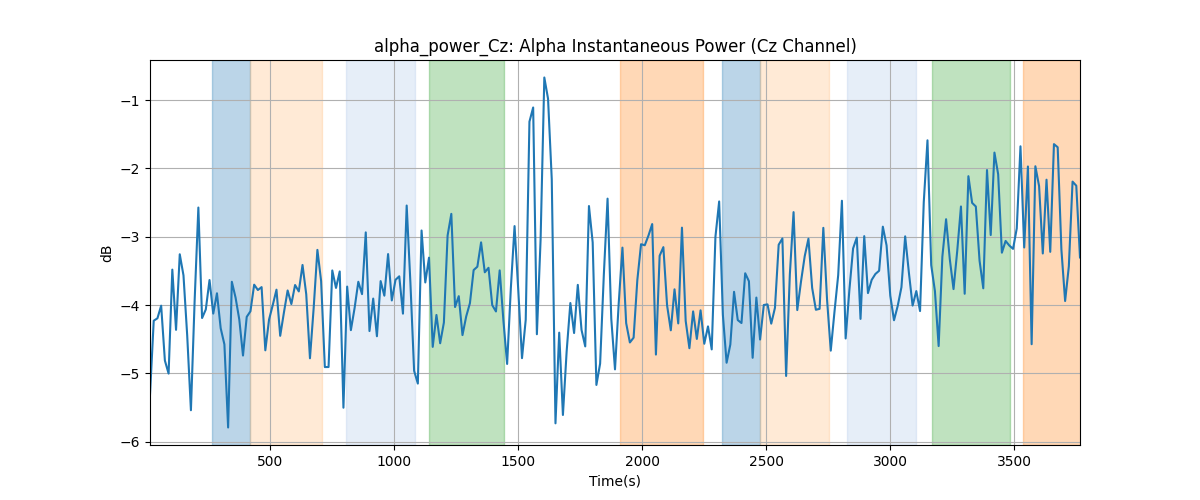 alpha_power_Cz: Alpha Instantaneous Power (Cz Channel)
dB
−1
−2
−3
−4
−5
−6
500 1000 1500 2000 2500 3000 3500
Time(s)